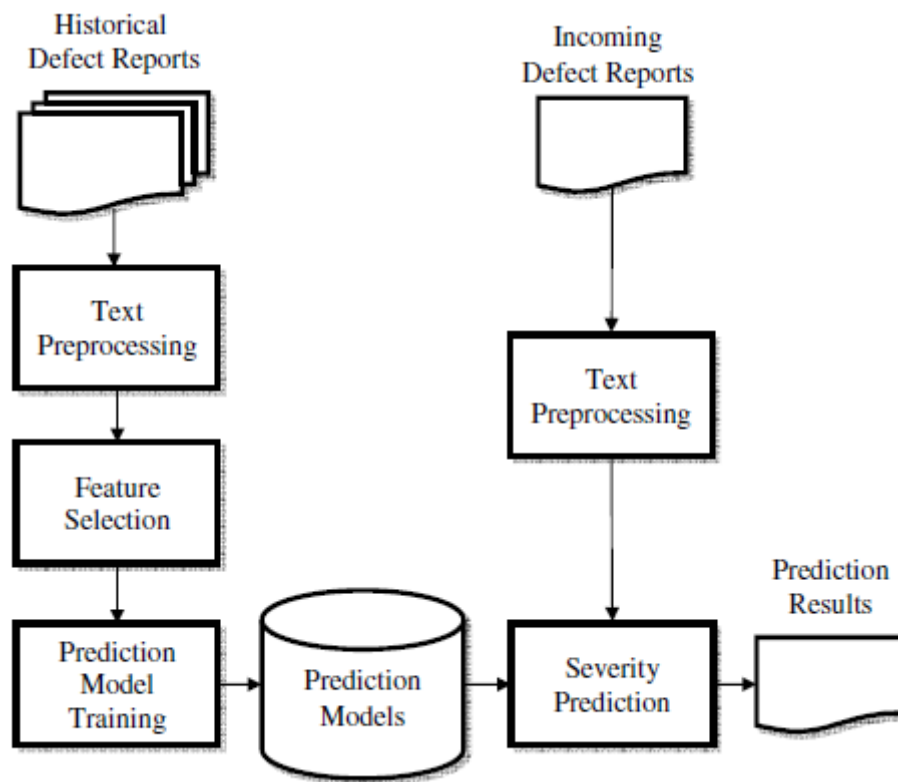 Historical
Defect Reports
Incoming
Defect Reports
Text
Preprocessing
Text
Preprocessing
Feature
Selection
Prediction
Results
Prediction
Model
Training
Prediction
Models
Severity
Prediction